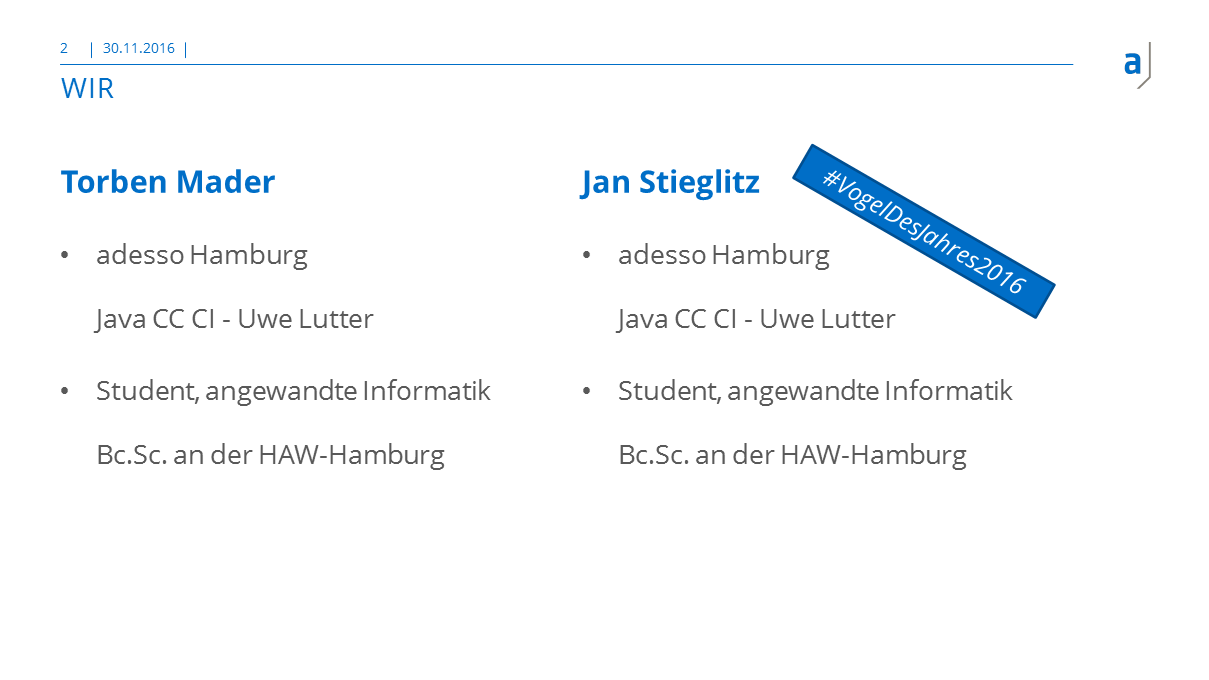 2 | 30.11.2016 |
a
WIR
Torben Mader
• adesso Hamburg
Java CC CI - Uwe Lutter
• Student, angewandte Informatik
Bc.Sc. an der HAW-Hamburg
Jan Stieglitz
#VogelDesJahres2016
• adesso Hamburg
Java CC CI - Uwe Lutter
• Student, angewandte Informatik
Bc.Sc. an der HAW-Hamburg